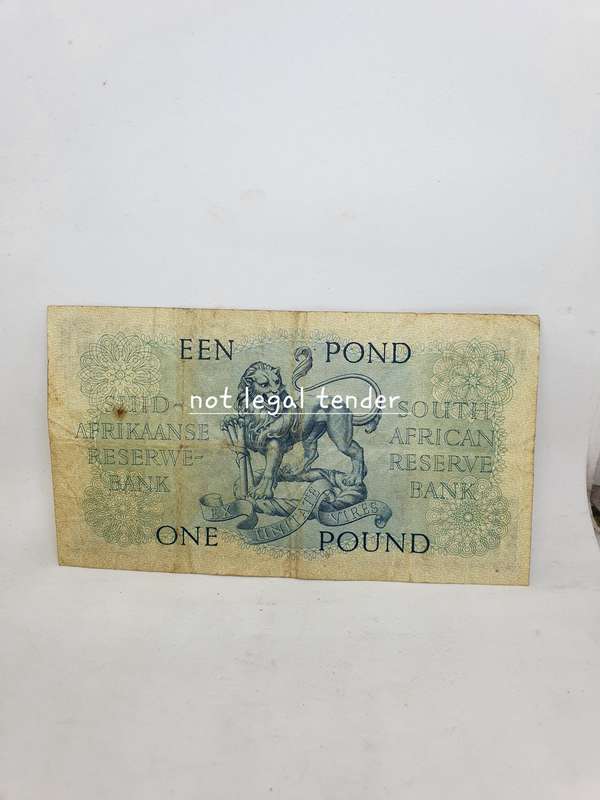 EEN POND
not legal tender
SUID-
AFRIKAANSE
RESERWE-
BANK
SOUTH
AFRICAN
RESERVE
BANK
EX UNITATE VIRES
ONE POUND